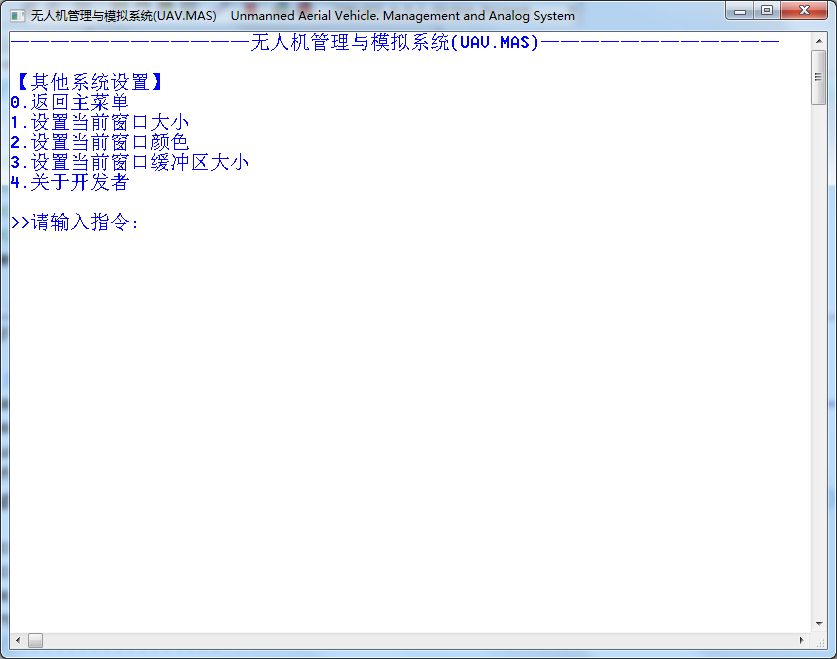 无人机管理与模拟系统(UAV.MAS) Unmanned Aerial Vehicle. Management and Analog System
————————————无人机管理与模拟系统(UAV.MAS)————————————
【其他系统设置】
0.返回主菜单
1.设置当前窗口大小
2.设置当前窗口颜色
3.设置当前窗口缓冲区大小
4.关于开发者
>>请输入指令: